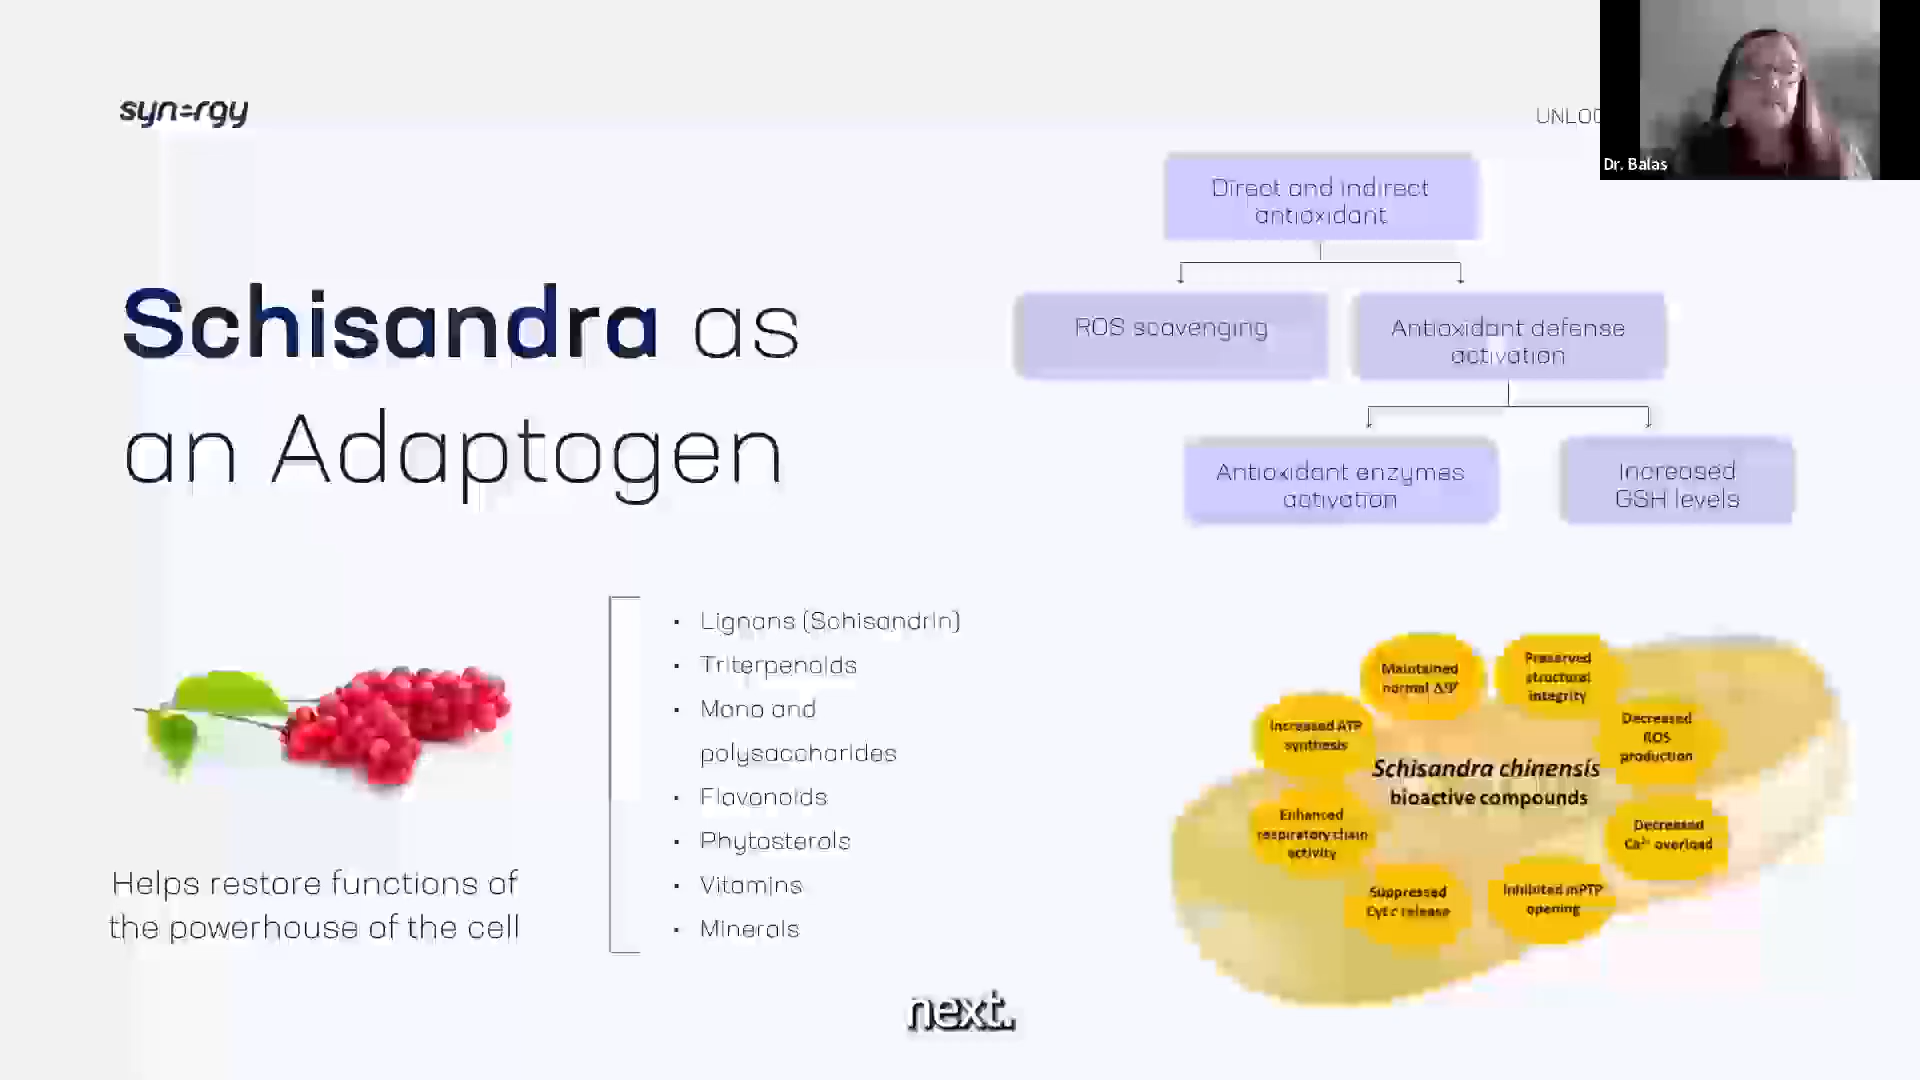 syn=rgy
Dr. Balas
Direct and indirect
antioxidant
ROS scavenging
Antioxidant defense
activation
Antioxidant enzymes
activation
Increased
GSH levels
Schisandra as
an Adaptogen
Helps restore functions of
the powerhouse of the cell
• Lignans (Schisandrin)
• Triterpenoids
• Mono and
polysaccharides
• Flavonoids
• Phytosterols
• Vitamins
• Minerals
Maintained
normal ΔΨ
Preserved
structural
integrity
Increased ATP
synthesis
Decreased
ROS
production
Schisandra chinensis
bioactive compounds
Enhanced
respiratory chain
activity
Decreased
Ca²⁺ overload
Suppressed
Cyt c release
Inhibited mPTP
opening
next.